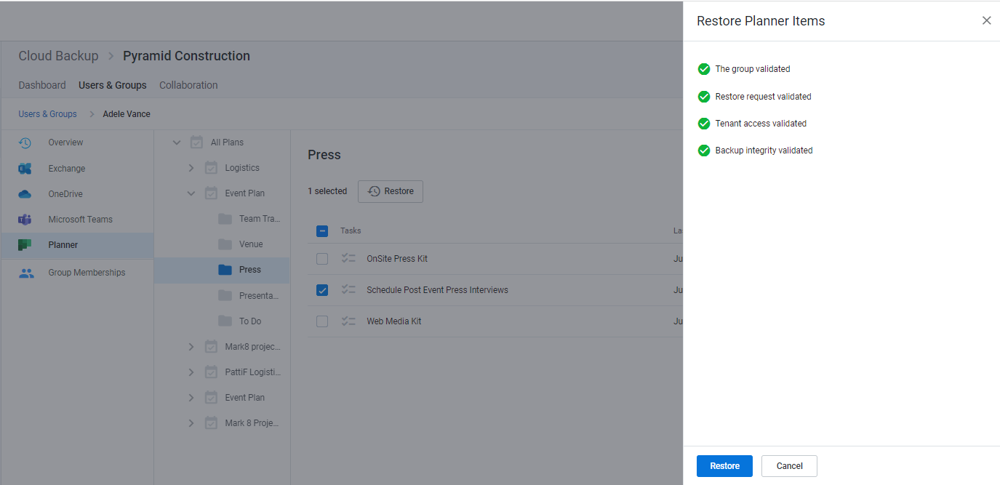 Restore Planner Items
Cloud Backup > Pyramid Construction
Dashboard Users & Groups Collaboration
Users & Groups > Adele Vance
Overview
Exchange
OneDrive
Microsoft Teams
Planner
Group Memberships
All Plans
Logistics
Event Plan
Team Tra...
Venue
Press
Presenta...
To Do
Mark8 projec...
PattiF Logisti...
Event Plan
Mark 8 Proje...
Press
1 selected Restore
Tasks La
OnSite Press Kit Ju
Schedule Post Event Press Interviews Ju
Web Media Kit Ju
The group validated
Restore request validated
Tenant access validated
Backup integrity validated
Restore Cancel